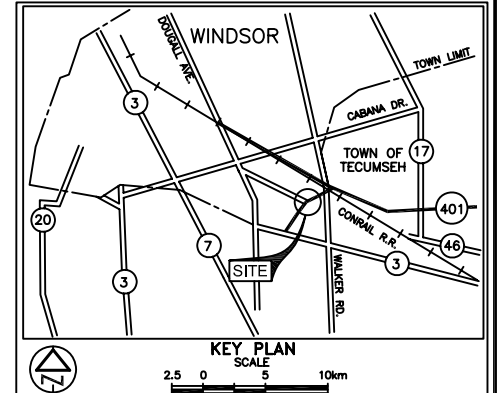 WINDSOR
DOUGALL AVE.
TOWN LIMIT
3
CABANA DR.
17
TOWN OF
TECUMSEH
401
20
CONRAIL R.R.
46
7
3
SITE
3
WALKER RD.
KEY PLAN
SCALE
N
2.5 0 5 10km